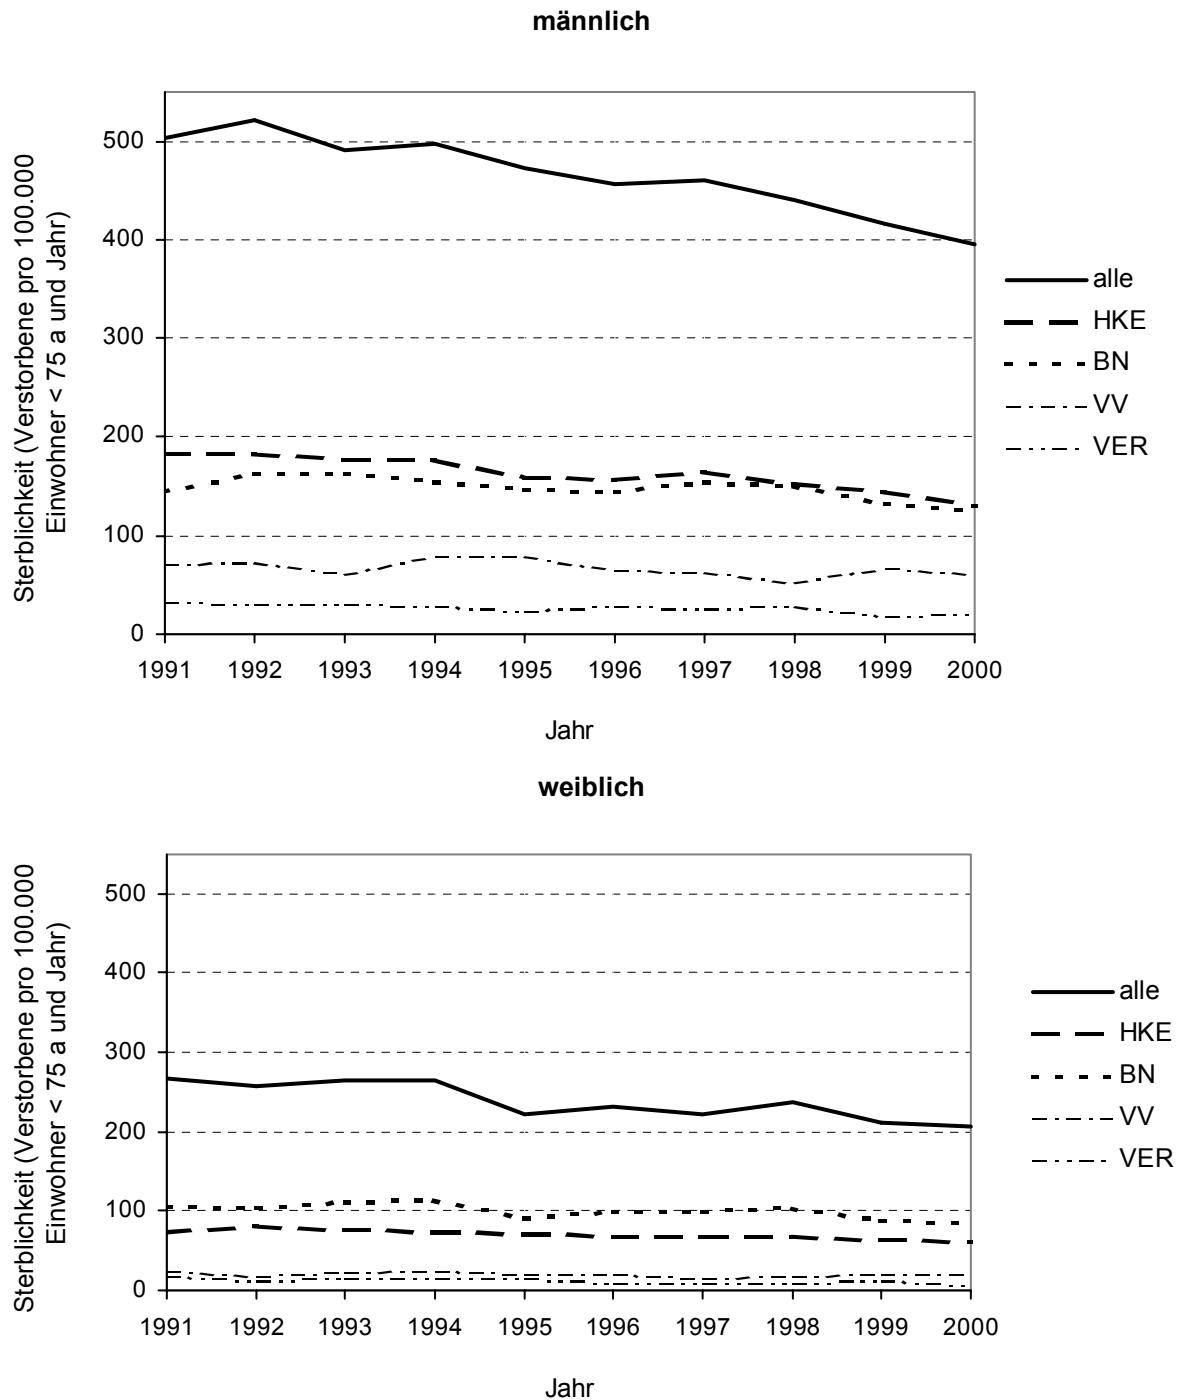 männlich
Sterblichkeit (Verstorbene pro 100.000
Einwohner < 75 a und Jahr)
500
400
300
200
100
0
1991 1992 1993 1994 1995 1996 1997 1998 1999 2000
Jahr
alle
HKE
BN
VV
VER
weiblich
Sterblichkeit (Verstorbene pro 100.000
Einwohner < 75 a und Jahr)
500
400
300
200
100
0
1991 1992 1993 1994 1995 1996 1997 1998 1999 2000
Jahr
alle
HKE
BN
VV
VER